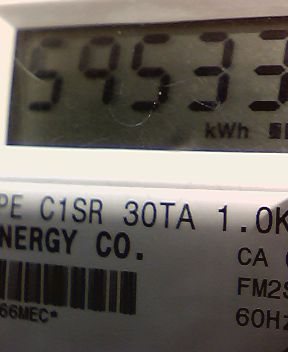 59533
kWh
PE C1SR 30TA 1.0K
NERGY CO.
CA
FM2S
66MEC*
60Hz